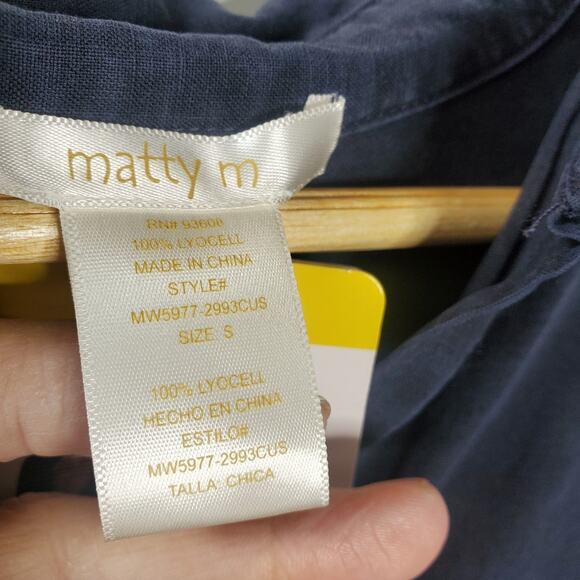 matty m
RN# 93608
100% LYOCELL
MADE IN CHINA
STYLE#
MW5977-2993CUS
SIZE S
100% LYOCELL
HECHO EN CHINA
ESTILO#
MW5977-2993CUS
TALLA: CHICA